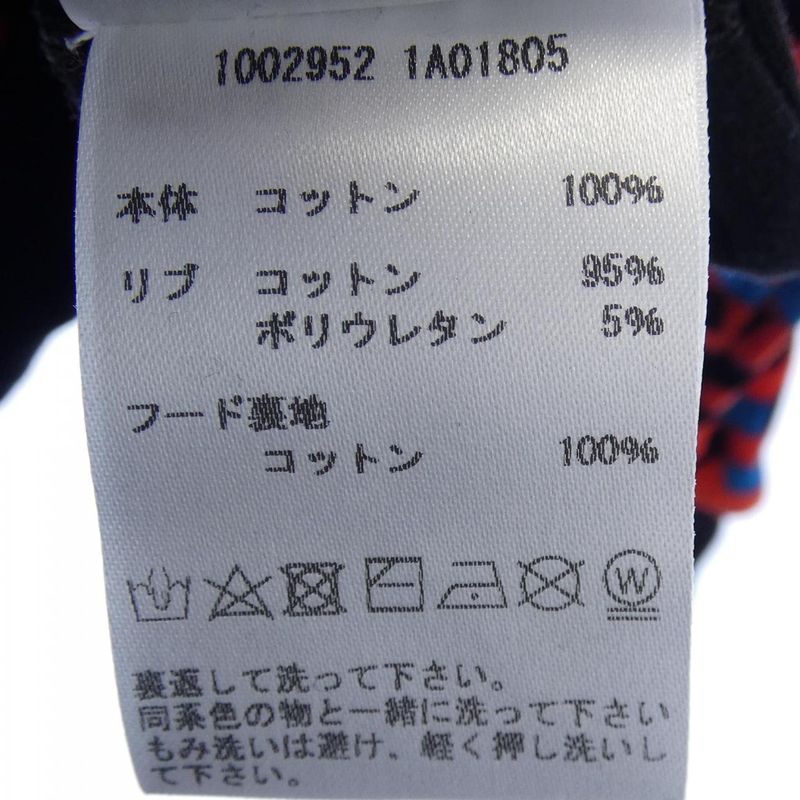 1002952 1A01805
本体 コットン 100%
リブ コットン 95%
ポリウレタン 5%
フード裏地
コットン 100%
W
裏返して洗って下さい。
同系色の物と一緒に洗って下さい
もみ洗いは避け、軽く押し洗いし
て下さい。